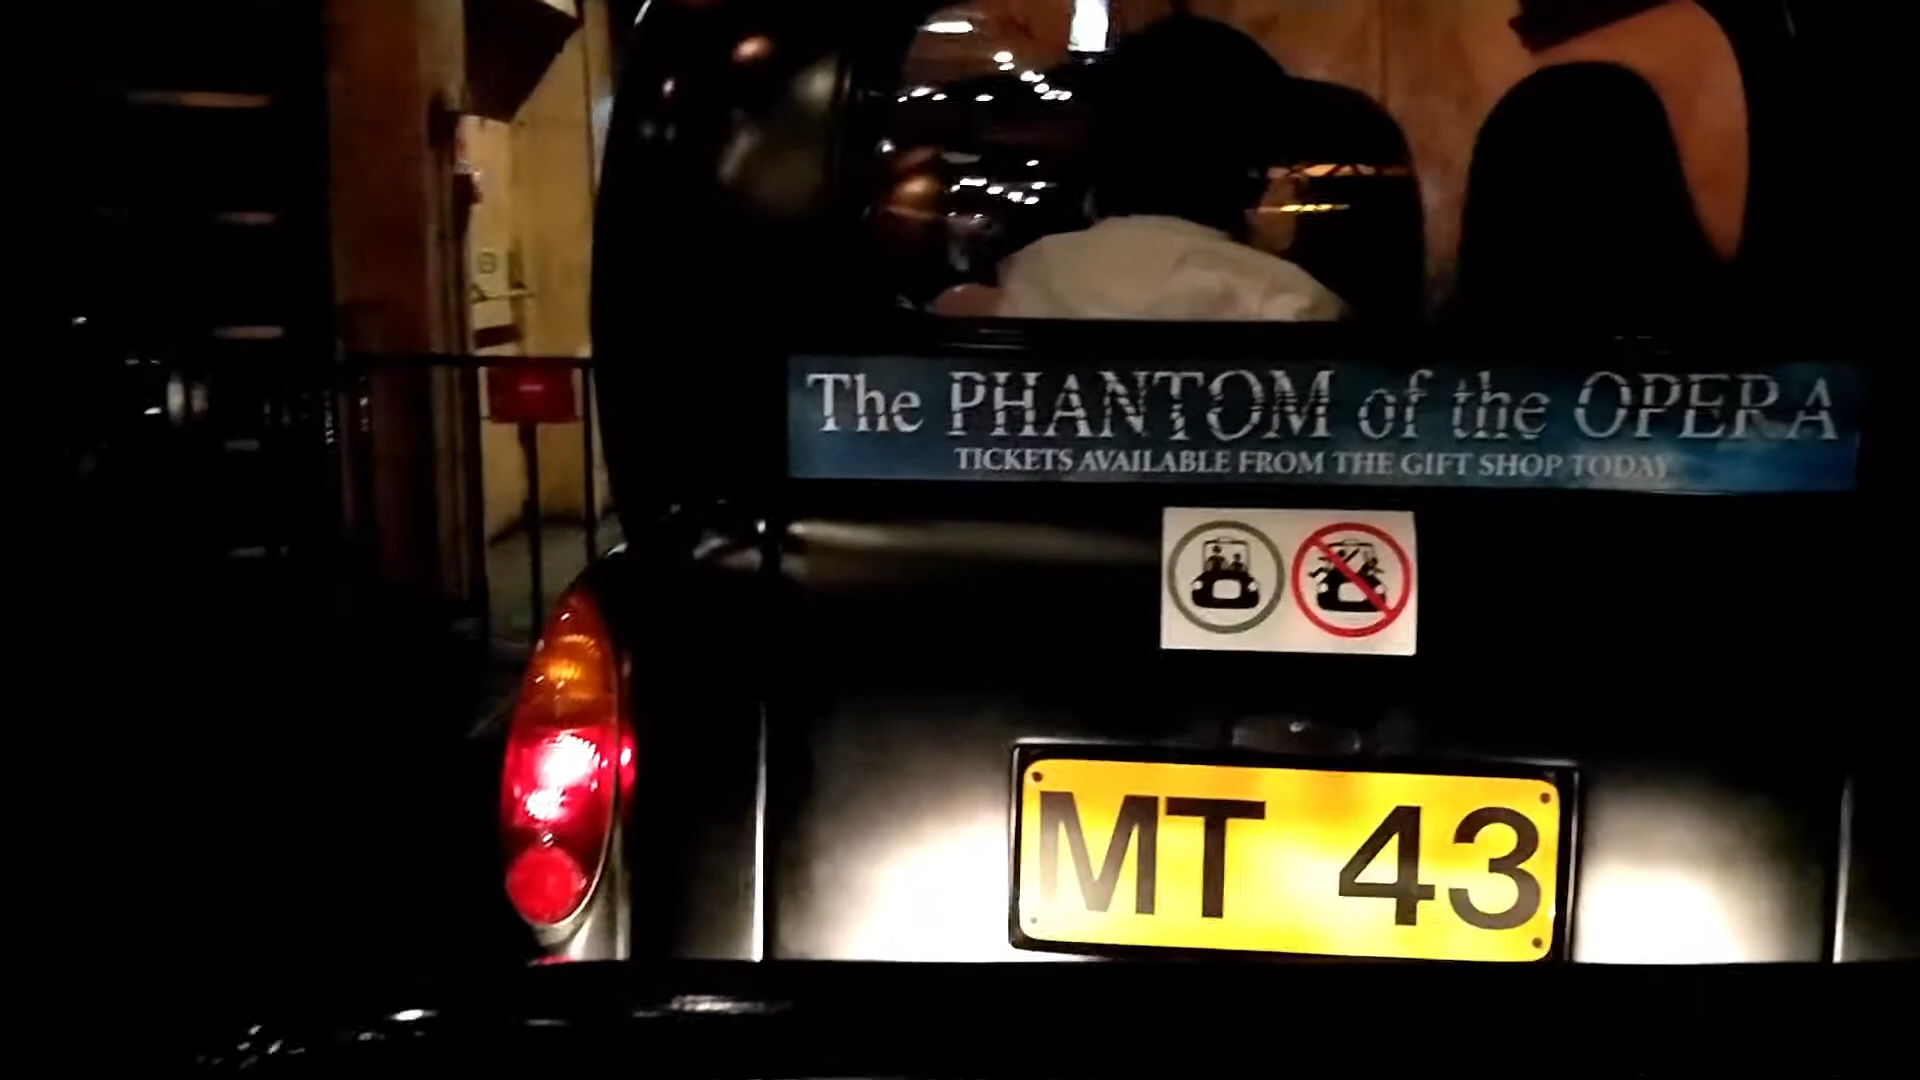 The PHANTOM of the OPERA
TICKETS AVAILABLE FROM THE GIFT SHOP TODAY
MT 43